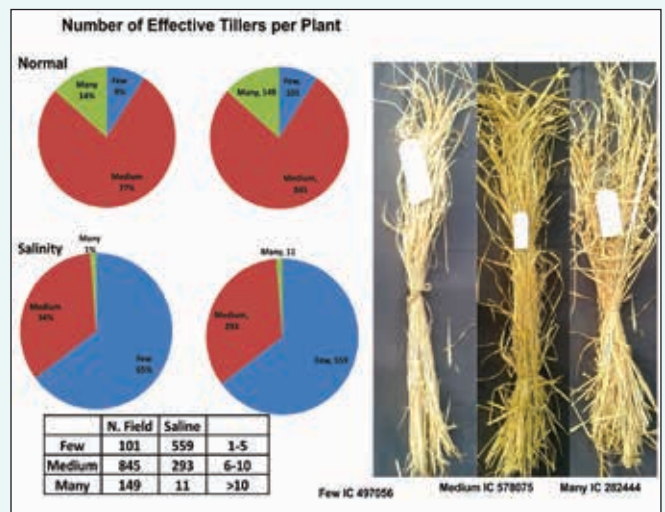 Number of Effective Tillers per Plant
Normal
Many
14%
Few
9%
Medium
77%
Many, 149
Few,
101
Medium,
845
Salinity
Many
1%
Medium
34%
Few
65%
Many, 11
Medium,
293
Few, 559
N. Field Saline
Few 101 559 1-5
Medium 845 293 6-10
Many 149 11 >10
Few IC 497056
Medium IC 578075
Many IC 282444